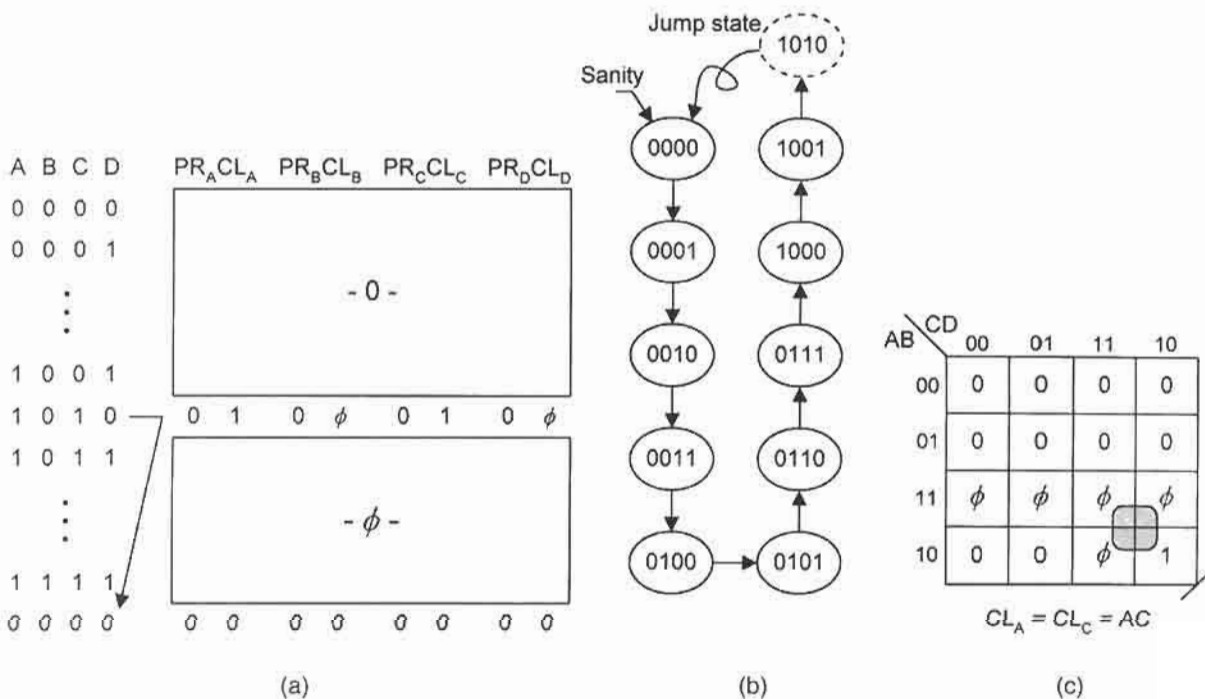 A B C D PR_A CL_A PR_B CL_B PR_C CL_C PR_D CL_D
0 0 0 0
0 0 0 1
- 0 -
1 0 0 1
1 0 1 0 0 1 0 ϕ 0 1 0 ϕ
1 0 1 1
- ϕ -
1 1 1 1
0 0 0 0 0 0 0 0 0 0 0 0
(a)
Jump state
1010
Sanity
0000 1001
0001 1000
0010 0111
0011 0110
0100 0101
(b)
CD
AB 00 01 11 10
00 0 0 0 0
01 0 0 0 0
11 ϕ ϕ ϕ ϕ
10 0 0 ϕ 1
CL_A = CL_C = AC
(c)